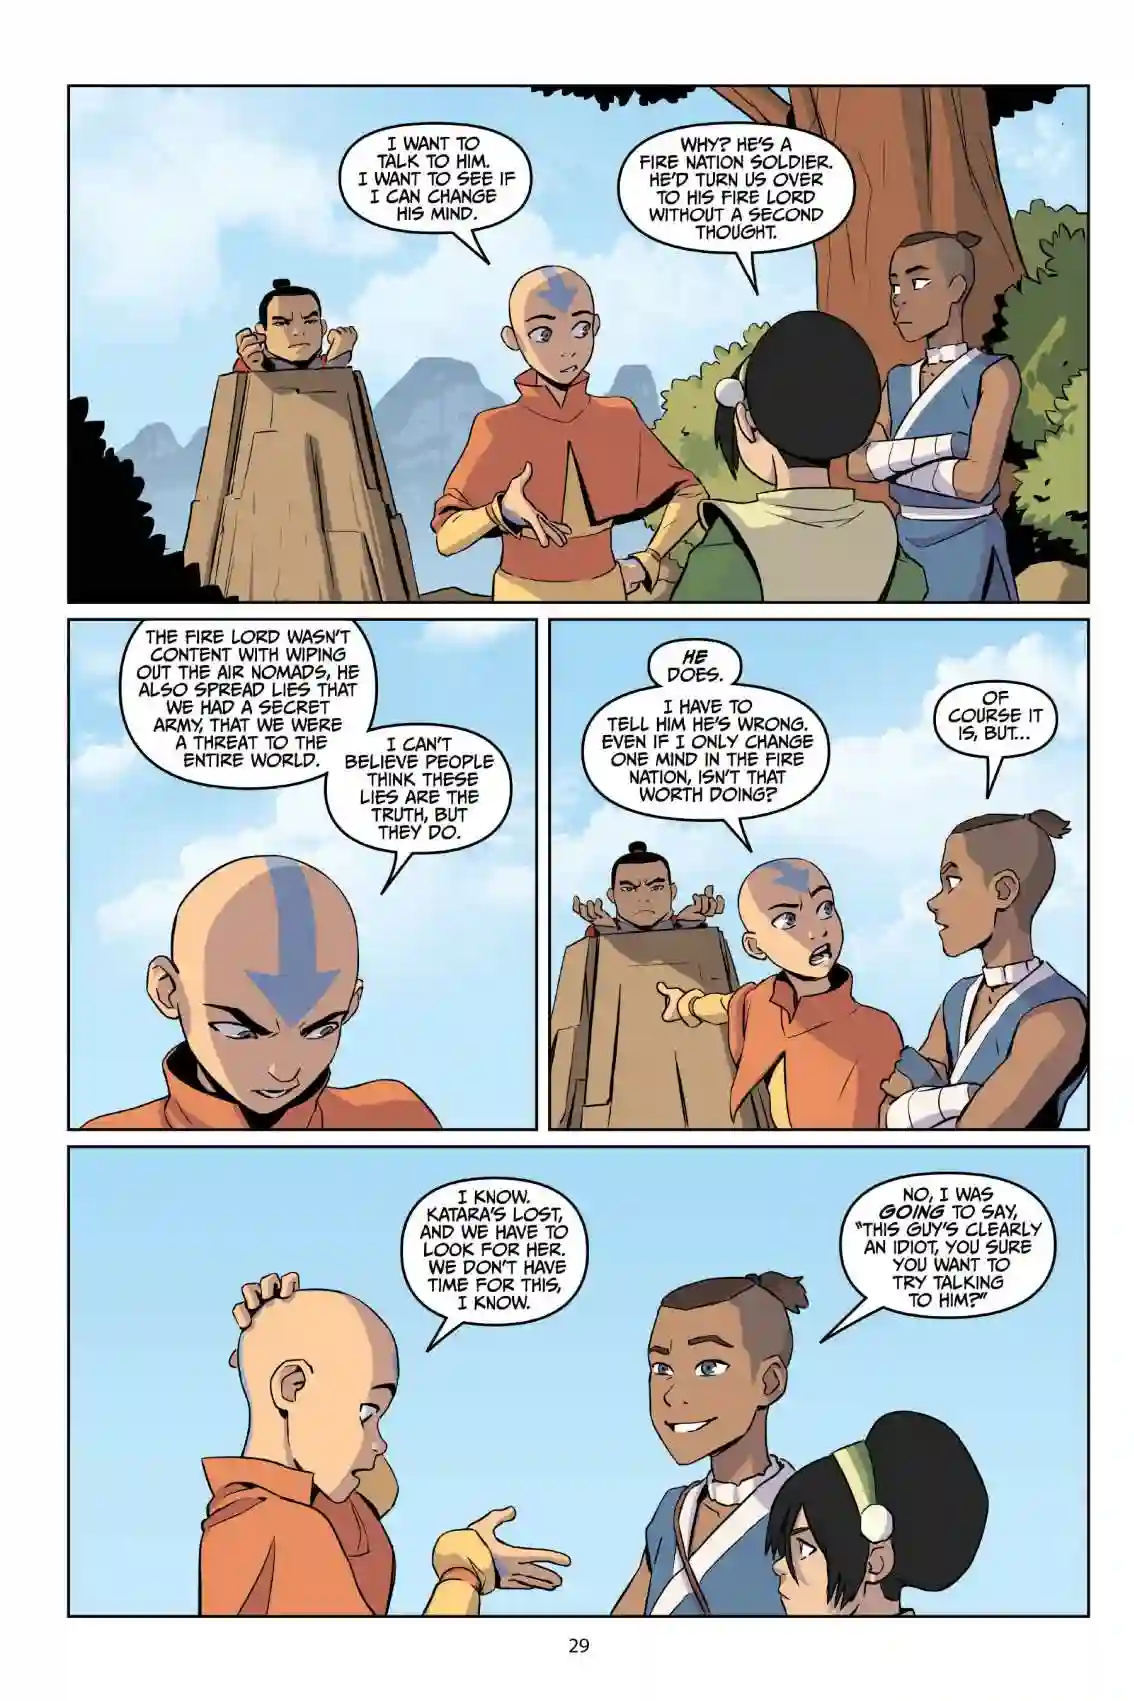 I WANT TO
TALK TO HIM.
I WANT TO SEE IF
I CAN CHANGE
HIS MIND.
WHY? HE'S A
FIRE NATION SOLDIER.
HE'D TURN US OVER
TO HIS FIRE LORD
WITHOUT A SECOND
THOUGHT.
THE FIRE LORD WASN'T
CONTENT WITH WIPING
OUT THE AIR NOMADS, HE
ALSO SPREAD LIES THAT
WE HAD A SECRET
ARMY, THAT WE WERE
A THREAT TO THE
ENTIRE WORLD.
I CAN'T
BELIEVE PEOPLE
THINK THESE
LIES ARE THE
TRUTH, BUT
THEY DO.
HE
DOES.
I HAVE TO
TELL HIM HE'S WRONG.
EVEN IF I ONLY CHANGE
ONE MIND IN THE FIRE
NATION, ISN'T THAT
WORTH DOING?
OF
COURSE IT
IS, BUT...
I KNOW.
KATARA'S LOST,
AND WE HAVE TO
LOOK FOR HER.
WE DON'T HAVE
TIME FOR THIS,
I KNOW.
NO, I WAS
GOING TO SAY,
"THIS GUY'S CLEARLY
AN IDIOT, YOU SURE
YOU WANT TO
TRY TALKING
TO HIM?"
29